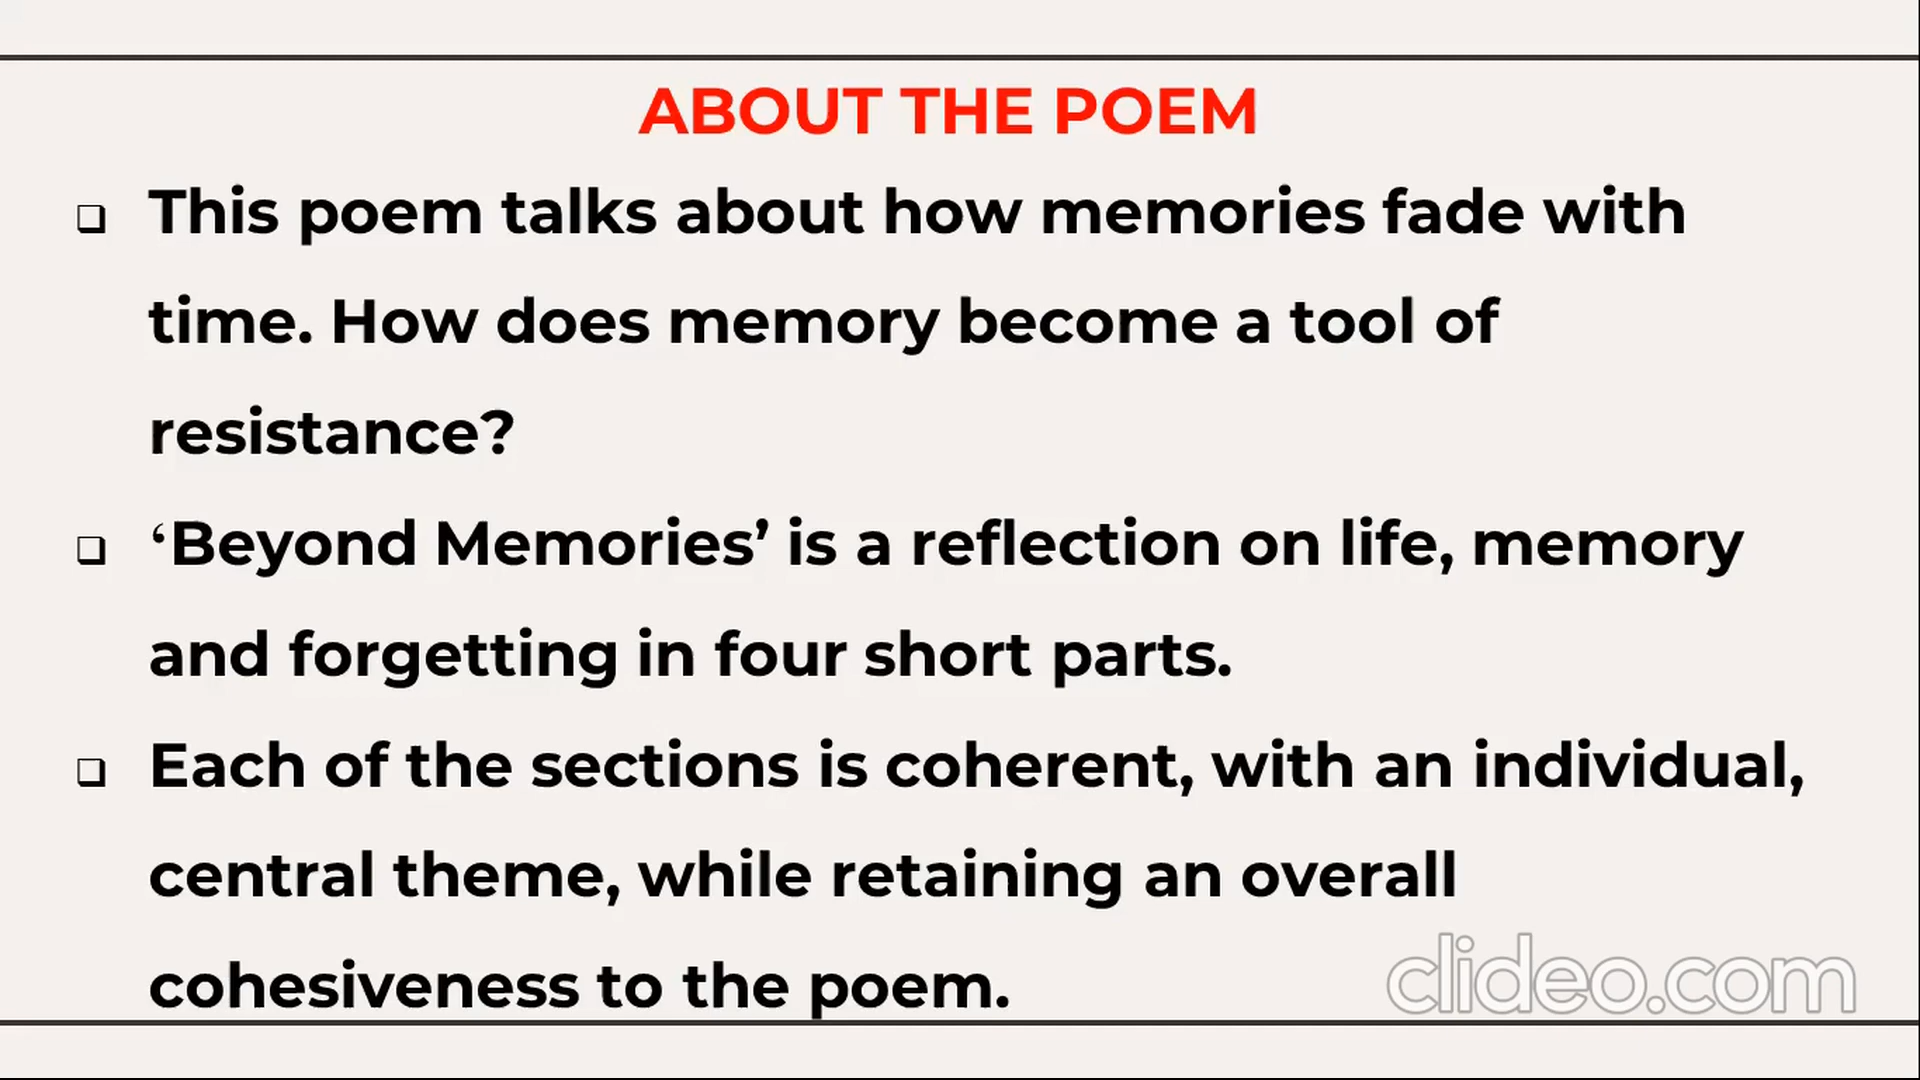 ABOUT THE POEM
❑ This poem talks about how memories fade with
time. How does memory become a tool of
resistance?
❑ ‘Beyond Memories’ is a reflection on life, memory
and forgetting in four short parts.
❑ Each of the sections is coherent, with an individual,
central theme, while retaining an overall
cohesiveness to the poem.
clideo.com